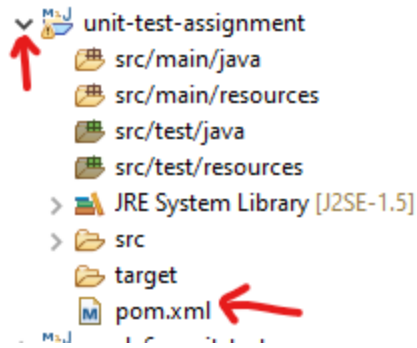 unit-test-assignment
src/main/java
src/main/resources
src/test/java
src/test/resources
JRE System Library [J2SE-1.5]
src
target
pom.xml